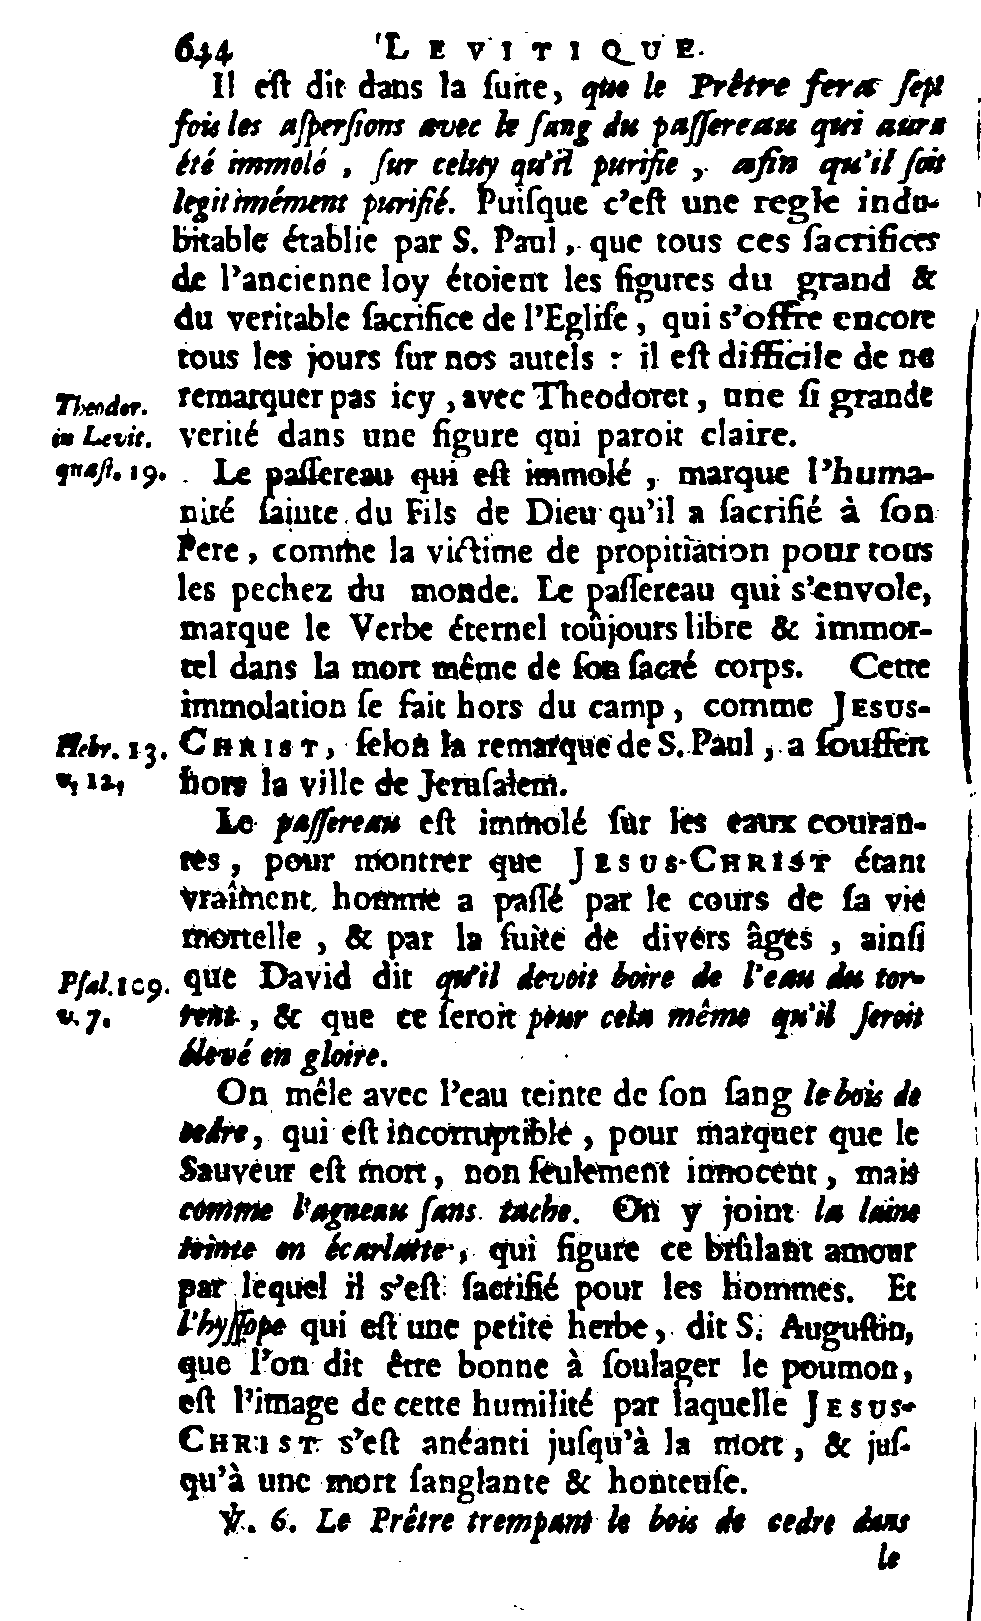 644 LEVITIQUE.
Il eſt dit dans la ſuite, que le Prêtre fera ſept
fois les aſperſions avec le ſang du paſſereau qui aura
été immolé, ſur celuy qu'il purifie, afin qu'il ſoit
legitimément purifié. Puiſque c'eſt une regle indu-
bitable établie par S. Paul, que tous ces ſacrifices
de l'ancienne loy étoient les figures du grand &
du veritable ſacrifice de l'Egliſe, qui s'offre encore
tous les jours ſur nos autels : il eſt difficile de ne
Theodor. remarquer pas icy, avec Theodoret, une ſi grande
in Levit. verité dans une figure qui paroit claire.
quæſt. 19. Le paſſereau qui eſt immolé, marque l'huma-
nité ſainte du Fils de Dieu qu'il a ſacrifié à ſon
Pere, comme la victime de propitiation pour tous
les pechez du monde. Le paſſereau qui s'envole,
marque le Verbe éternel toûjours libre & immor-
tel dans la mort même de ſon ſacré corps. Cette
immolation ſe fait hors du camp, comme JESUS-
Hebr. 13. CHRIST, ſelon la remarque de S. Paul, a ſouffert
v. 12, hors la ville de Jeruſalem.
Le paſſereau eſt immolé ſur les eaux couran-
tes, pour montrer que JESUS-CHRIST étant
vraîment homme a paſſé par le cours de ſa vie
mortelle, & par la ſuite de divers âges, ainſi
Pſal. 109. que David dit qu'il devoit boire de l'eau du tor-
v. 7. rent, & que ce ſeroit pour cela même qu'il ſeroit
élevé en gloire.
On mêle avec l'eau teinte de ſon ſang le bois de
cedre, qui eſt incorruptible, pour marquer que le
Sauveur eſt mort, non ſeulement innocent, mais
comme l'agneau ſans tache. On y joint la laine
teinte en écarlatte, qui figure ce brûlant amour
par lequel il s'eſt ſacrifié pour les hommes. Et
l'hyſſope qui eſt une petite herbe, dit S. Auguſtin,
que l'on dit être bonne à ſoulager le poumon,
eſt l'image de cette humilité par laquelle JESUS-
CHRIST s'eſt anéanti juſqu'à la mort, & juſ-
qu'à une mort ſanglante & honteuſe.
℣. 6. Le Prêtre trempant le bois de cedre dans
le